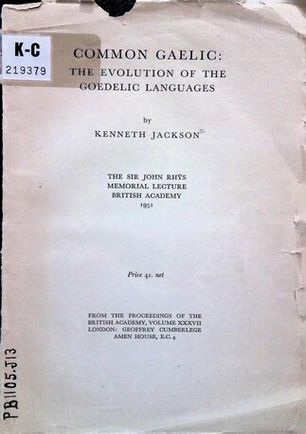 K-C
219379
COMMON GAELIC:
THE EVOLUTION OF THE
GOEDELIC LANGUAGES
by
KENNETH JACKSON
THE SIR JOHN RHŶS
MEMORIAL LECTURE
BRITISH ACADEMY
1951
Price 4s. net
FROM THE PROCEEDINGS OF THE
BRITISH ACADEMY, VOLUME XXXVII
LONDON: GEOFFREY CUMBERLEGE
AMEN HOUSE, E.C.4
PB1105.J13